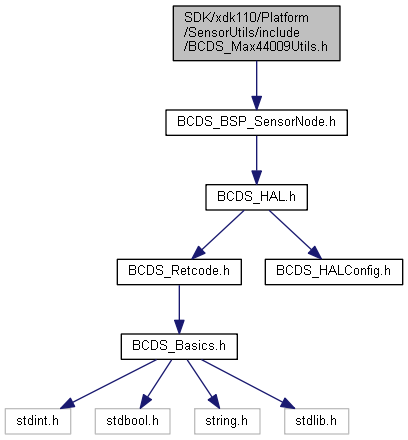 SDK/xdk110/Platform
/SensorUtils/include
/BCDS_Max44009Utils.h
BCDS_BSP_SensorNode.h
BCDS_HAL.h
BCDS_Retcode.h
BCDS_HALConfig.h
BCDS_Basics.h
stdint.h
stdbool.h
string.h
stdlib.h